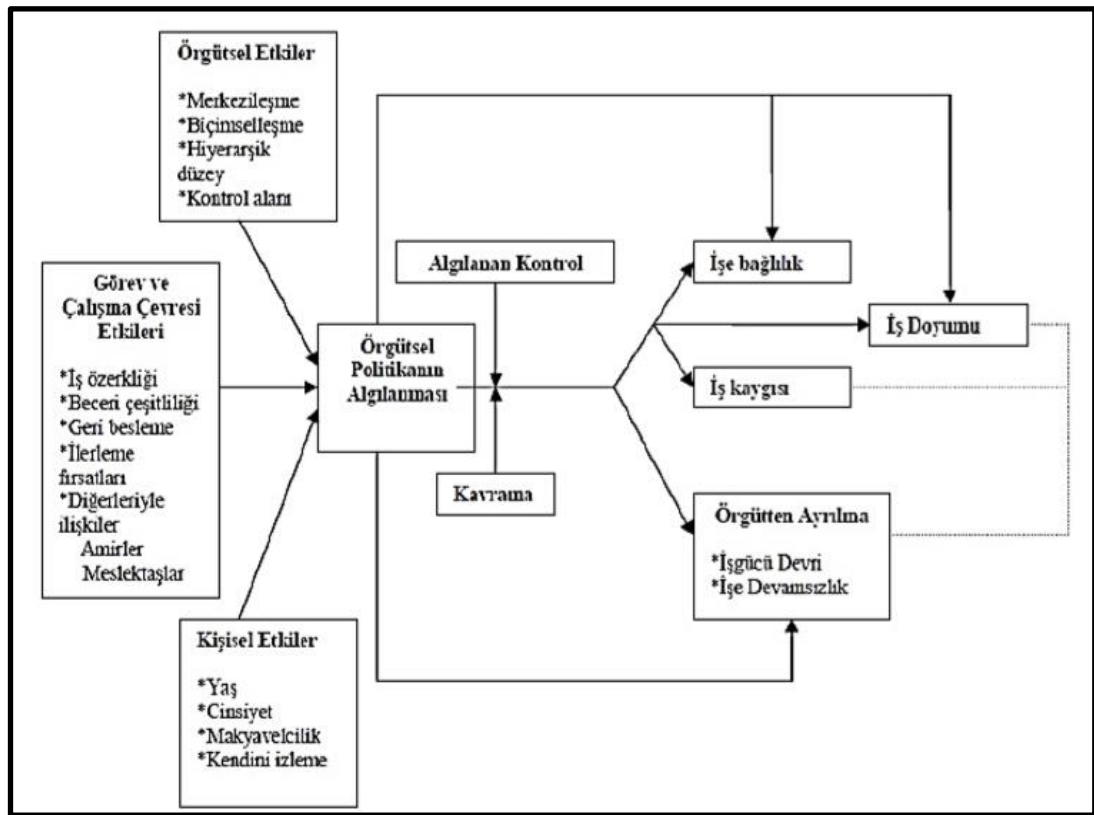 Örgütsel Etkiler
*Merkezileşme
*Biçimselleşme
*Hiyerarşik
düzey
*Kontrol alanı
Görev ve
Çalışma Çevresi
Etkileri
*İş özerkliği
*Beceri çeşitliliği
*Geri besleme
*İlerleme
fırsatları
*Diğerleriyle
ilişkiler
Amirler
Meslektaşlar
Kişisel Etkiler
*Yaş
*Cinsiyet
*Makyavelcilik
*Kendini izleme
Örgütsel
Politikanın
Algılanması
Algılanan Kontrol
Kavrama
İşe bağlılık
İş Doyumu
İş kaygısı
Örgütten Ayrılma
*İşgücü Devri
*İşe Devamsızlık